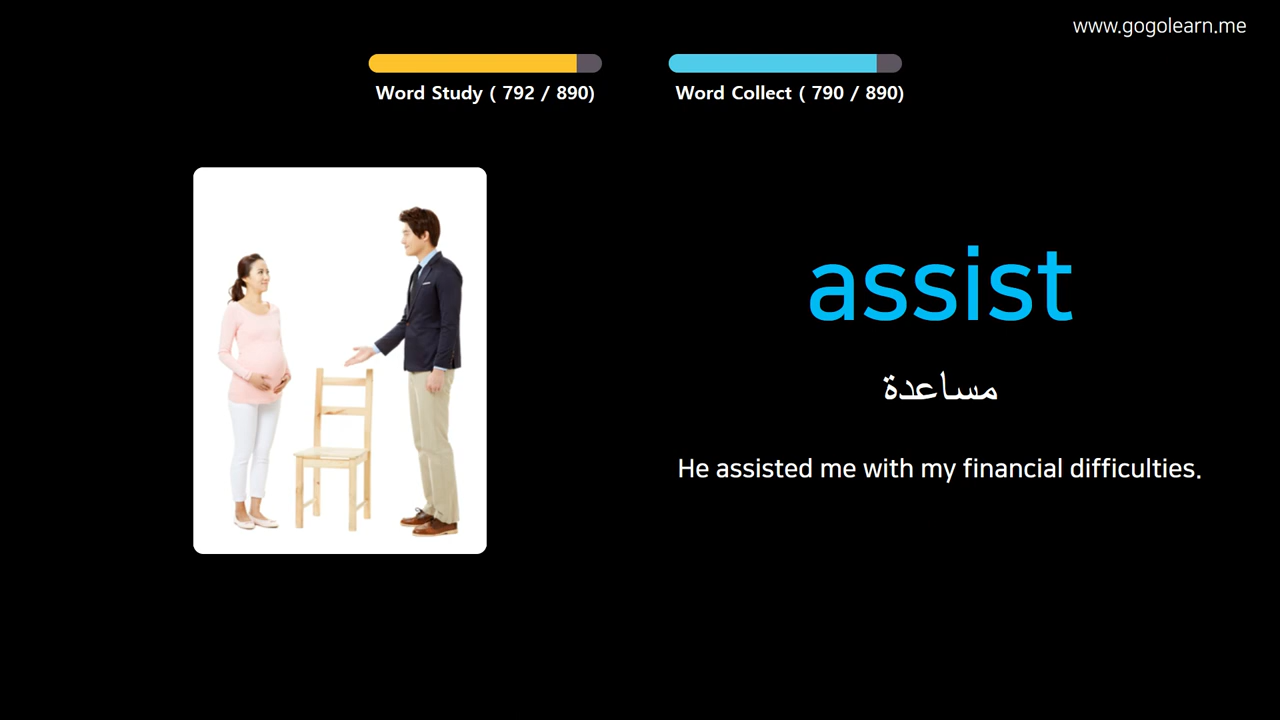 www.gogolearn.me
Word Study ( 792 / 890)
Word Collect ( 790 / 890)
assist
مساعدة
He assisted me with my financial difficulties.